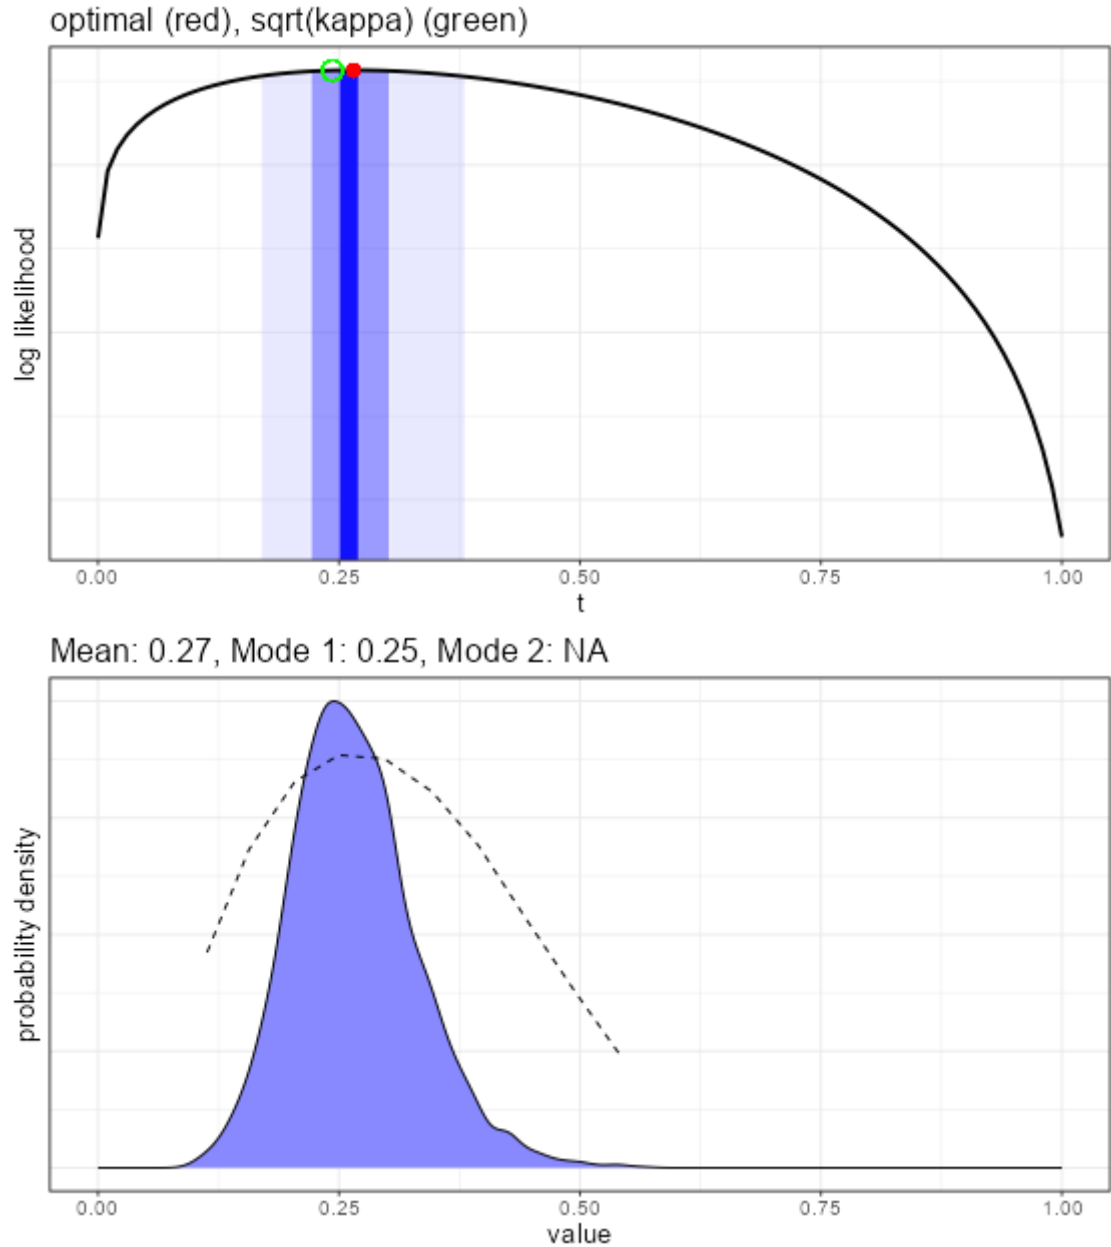 optimal (red), sqrt(kappa) (green)
log likelihood
0.00 0.25 0.50 0.75 1.00
t
Mean: 0.27, Mode 1: 0.25, Mode 2: NA
probability density
0.00 0.25 0.50 0.75 1.00
value